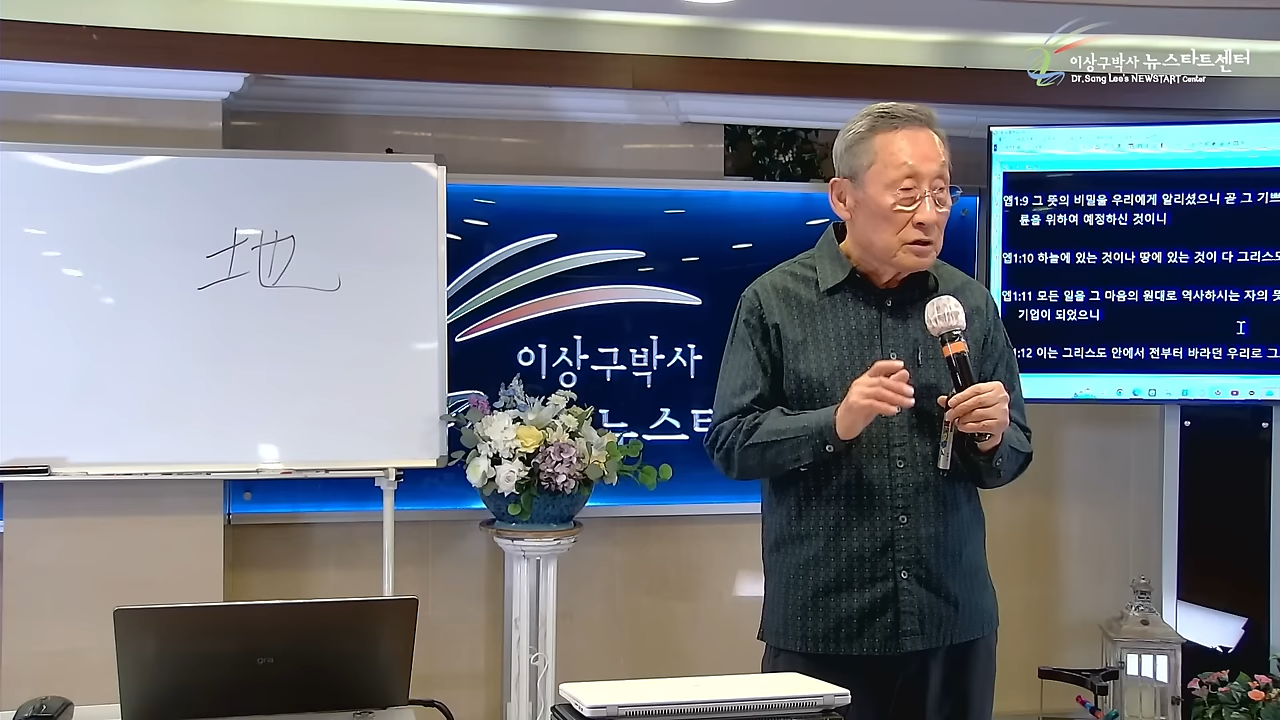 이상구박사 뉴스타트센터
Dr.Sang Lee's NEWSTART Center
地
이상구박사
뉴스타
엡1:9 그 뜻의 비밀을 우리에게 알리셨으니 곧 그 기쁘
륜을 위하여 예정하신 것이니
엡1:10 하늘에 있는 것이나 땅에 있는 것이 다 그리스도
엡1:11 모든 일을 그 마음의 원대로 역사하시는 자의 뜻
기업이 되었으니
1:12 이는 그리스도 안에서 전부터 바라던 우리로 그
gra